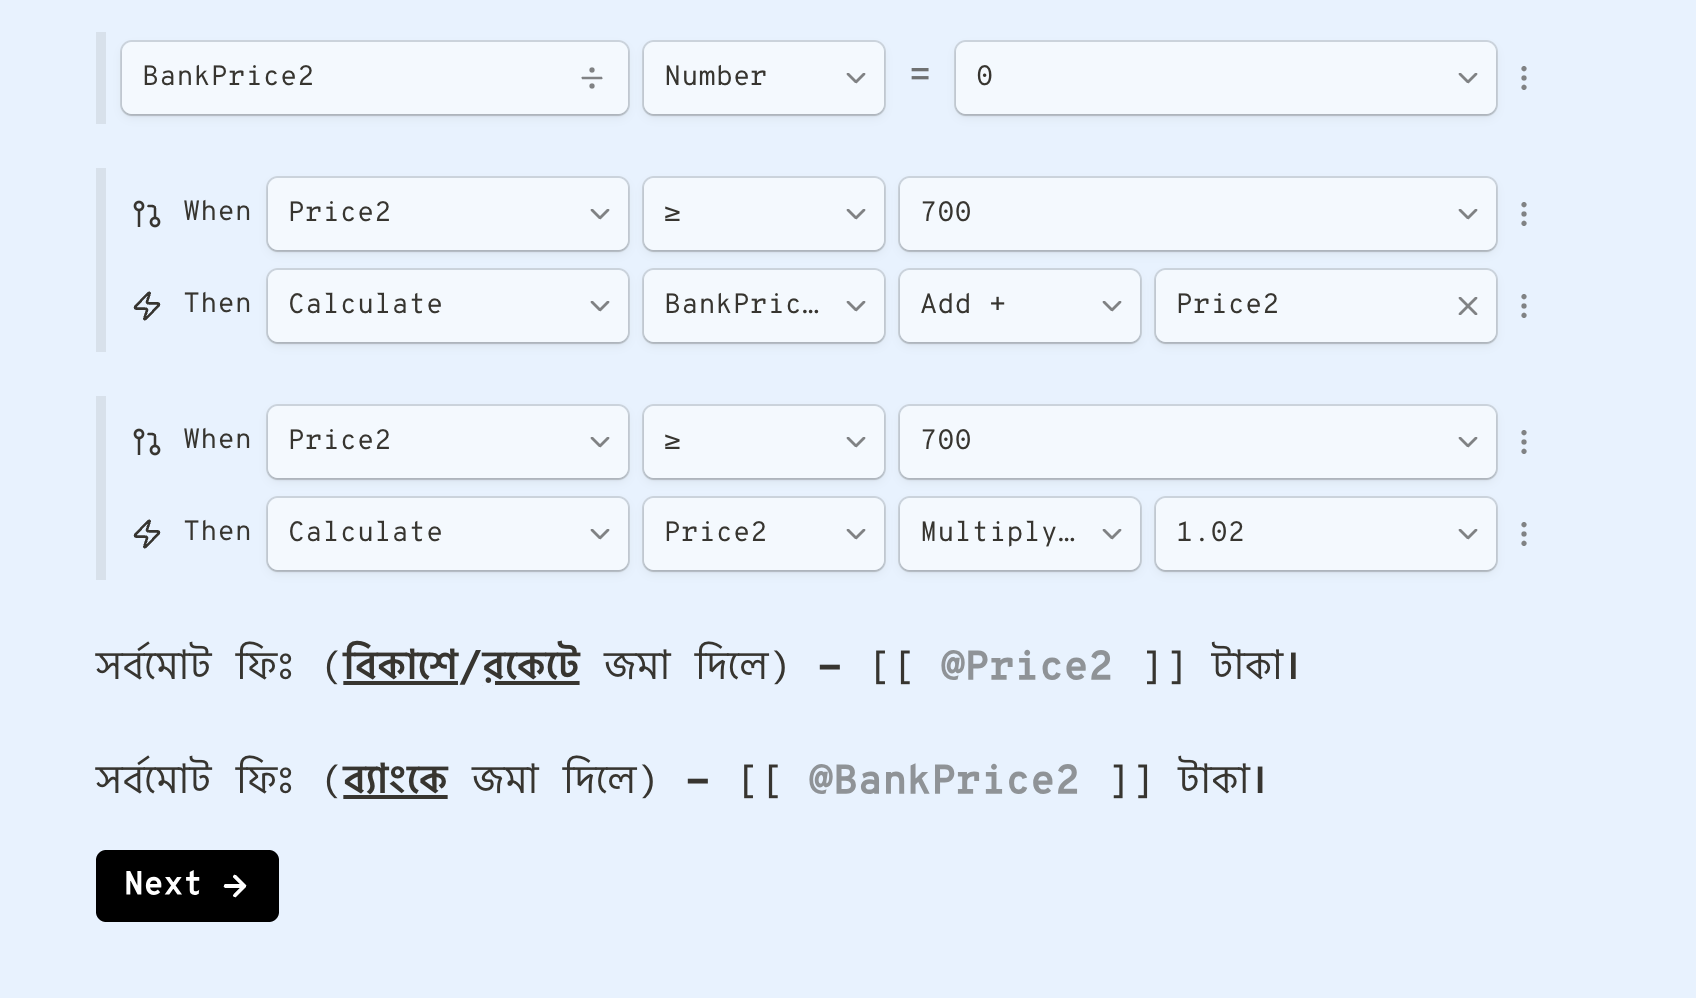 BankPrice2 ÷ Number = 0
When Price2 ≥ 700
Then Calculate BankPric… Add + Price2
When Price2 ≥ 700
Then Calculate Price2 Multiply… 1.02
সর্বমোট ফিঃ (বিকাশে/রকেটে জমা দিলে) – [[ @Price2 ]] টাকা।
সর্বমোট ফিঃ (ব্যাংকে জমা দিলে) – [[ @BankPrice2 ]] টাকা।
Next →